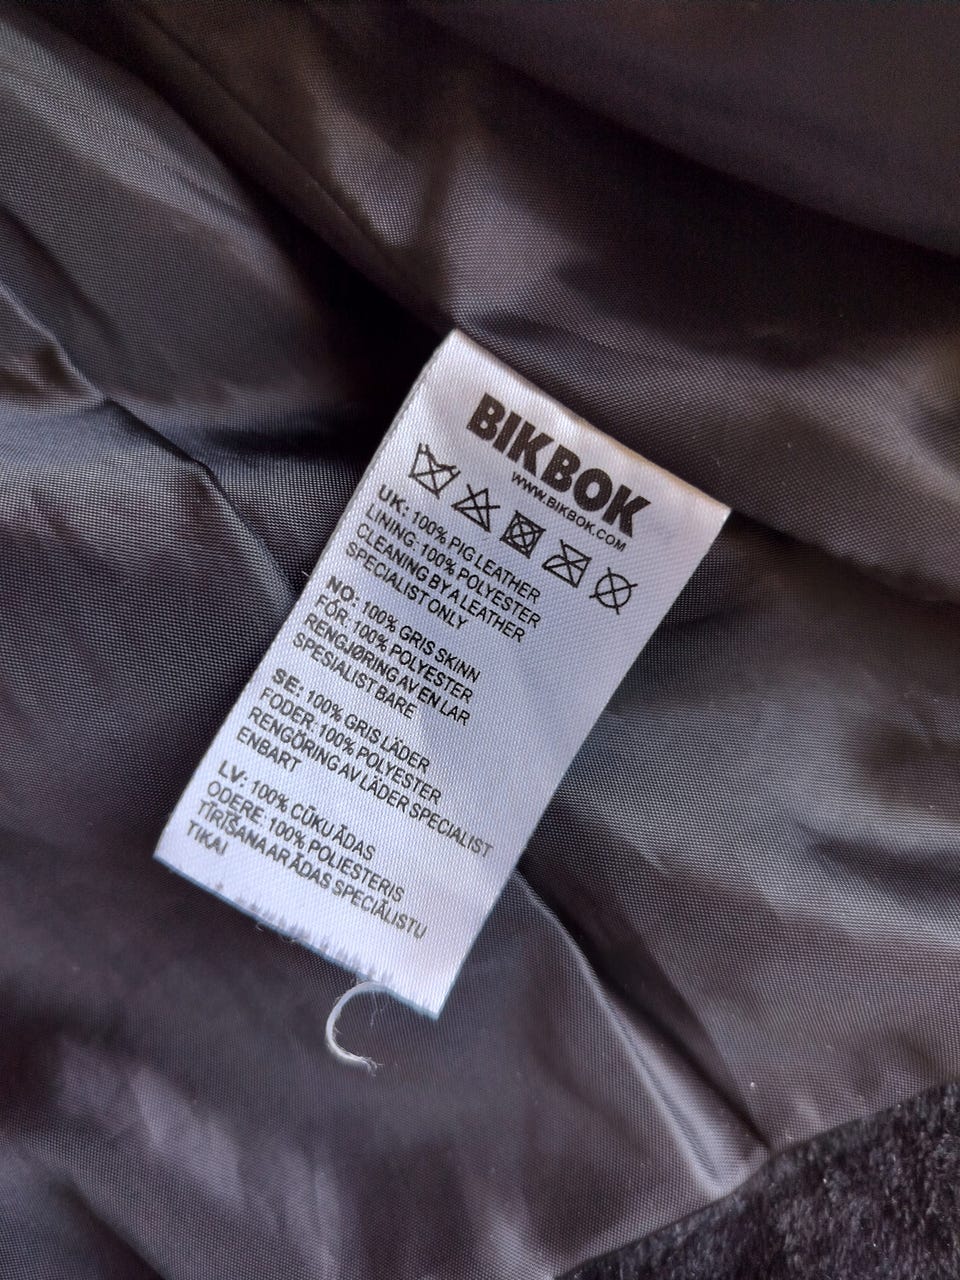 BIKBOK
WWW.BIKBOK.COM
UK: 100% PIG LEATHER
LINING: 100% POLYESTER
CLEANING BY A LEATHER
SPECIALIST ONLY
NO: 100% GRIS SKINN
FÔR: 100% POLYESTER
RENGJØRING AV EN LÆR
SPESIALIST BARE
SE: 100% GRIS LÄDER
FODER: 100% POLYESTER
RENGÖRING AV LÄDER SPECIALIST
ENBART
LV: 100% CŪKU ĀDAS
ODERE: 100% POLIESTERIS
TĪRĪŠANA AR ĀDAS SPECIĀLISTU
TIKAI